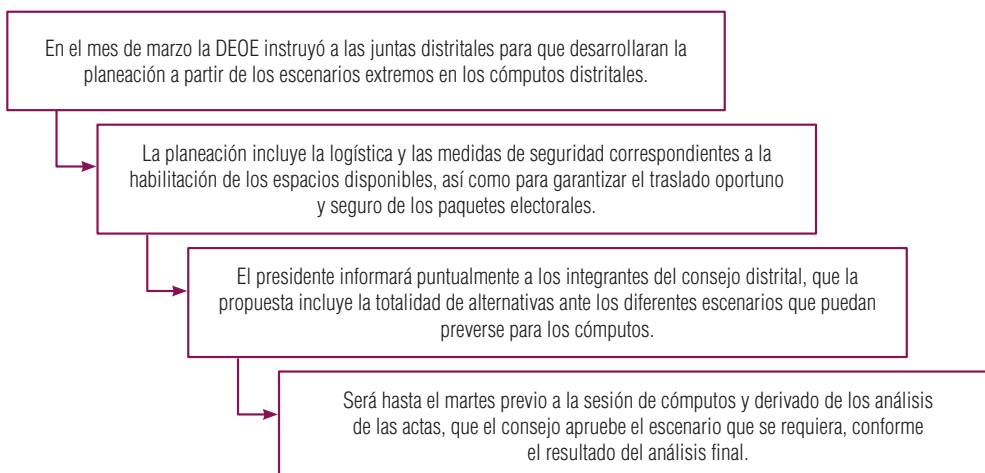 En el mes de marzo la DEOE instruyó a las juntas distritales para que desarrollaran la
planeación a partir de los escenarios extremos en los cómputos distritales.
La planeación incluye la logística y las medidas de seguridad correspondientes a la
habilitación de los espacios disponibles, así como para garantizar el traslado oportuno
y seguro de los paquetes electorales.
El presidente informará puntualmente a los integrantes del consejo distrital, que la
propuesta incluye la totalidad de alternativas ante los diferentes escenarios que puedan
preverse para los cómputos.
Será hasta el martes previo a la sesión de cómputos y derivado de los análisis
de las actas, que el consejo apruebe el escenario que se requiera, conforme
el resultado del análisis final.